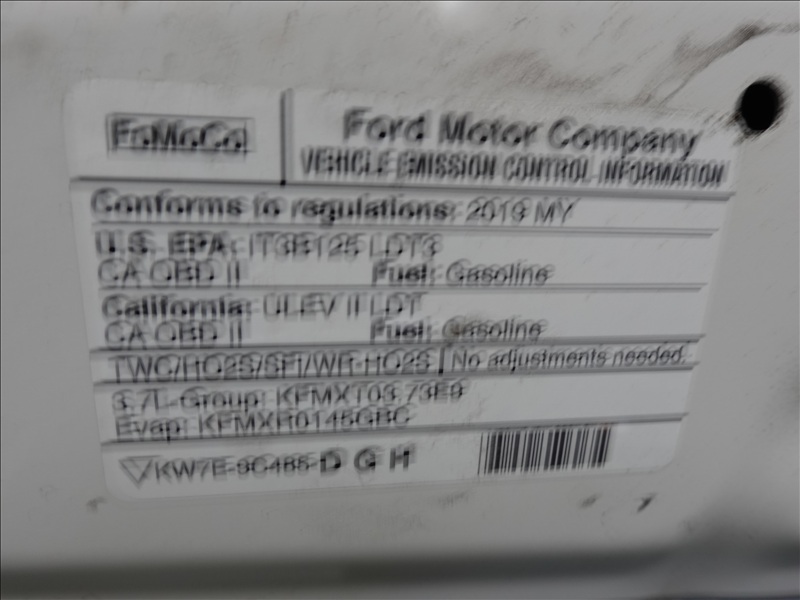 FoMoCo
Ford Motor Company
VEHICLE EMISSION CONTROL INFORMATION
Conforms to regulations: 2019 MY
U.S. EPA: IT3B125 LDT3
CA OBD II Fuel: Gasoline
California: ULEV II LDT
CA OBD II Fuel: Gasoline
TWC/HO2S/SFI/WR-HO2S No adjustments needed.
3.7L-Group: KFMXT03.73E9
Evap: KFMXR0145GBC
KW7E-9C485-D G H